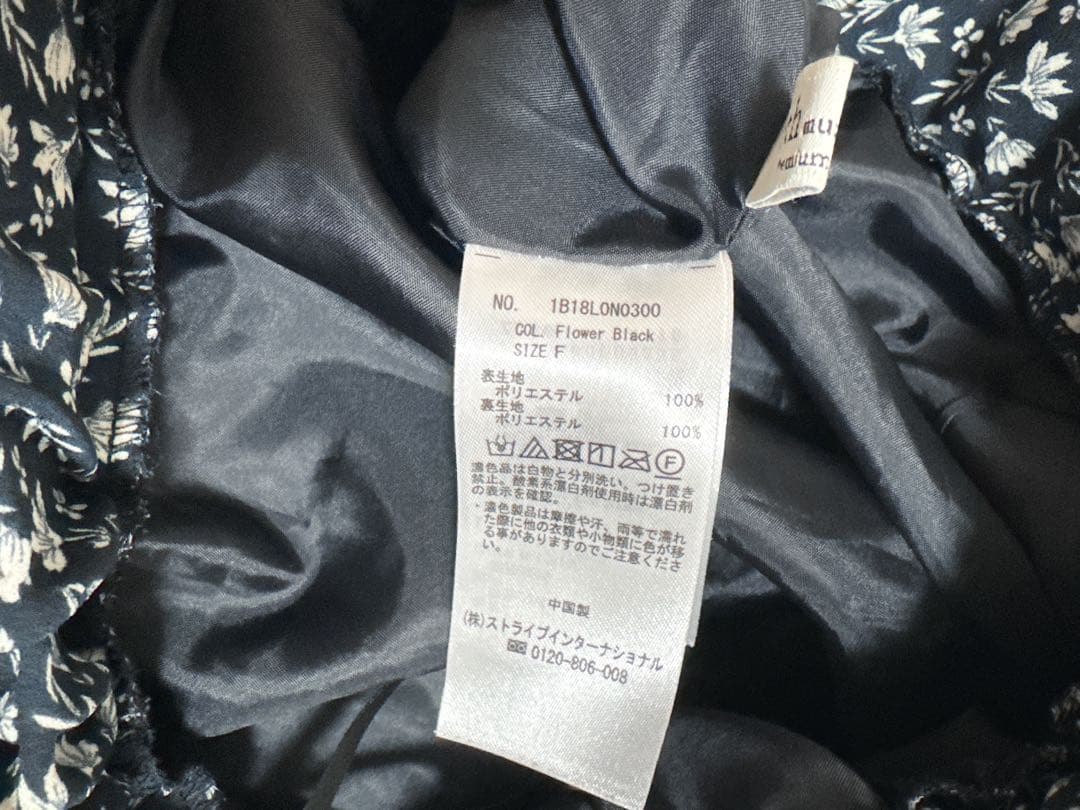 NO. 1B18L0N0300
COL. Flower Black
SIZE F
表生地
ポリエステル 100%
裏生地
ポリエステル 100%
濃色品は白物と分別洗い。つけ置き
禁止。酸素系漂白剤使用時は漂白剤
の表示を確認。
・濃色製品は摩擦や汗、雨等で濡れ
た際に他の衣類や小物類に色が移
る事がありますのでご注意くださ
い。
中国製
(株)ストライプインターナショナル
0120-806-008